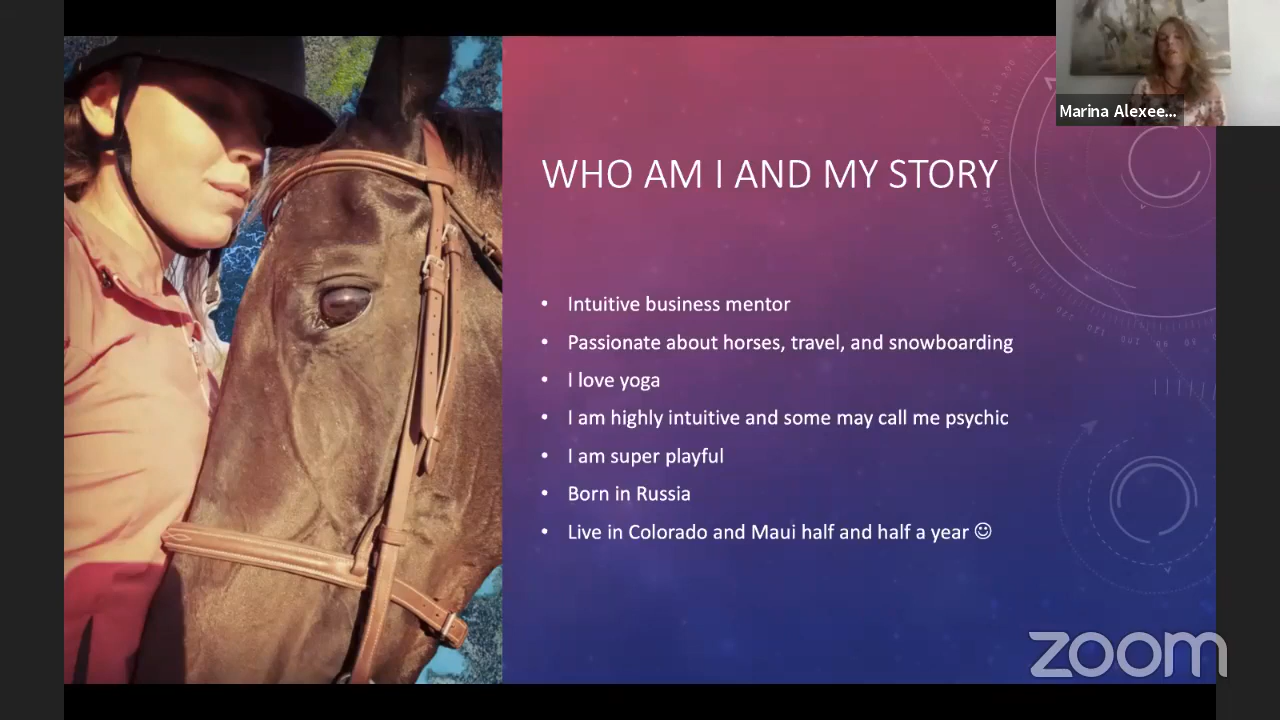 Marina Alexee...
WHO AM I AND MY STORY
• Intuitive business mentor
• Passionate about horses, travel, and snowboarding
• I love yoga
• I am highly intuitive and some may call me psychic
• I am super playful
• Born in Russia
• Live in Colorado and Maui half and half a year ☺
zoom